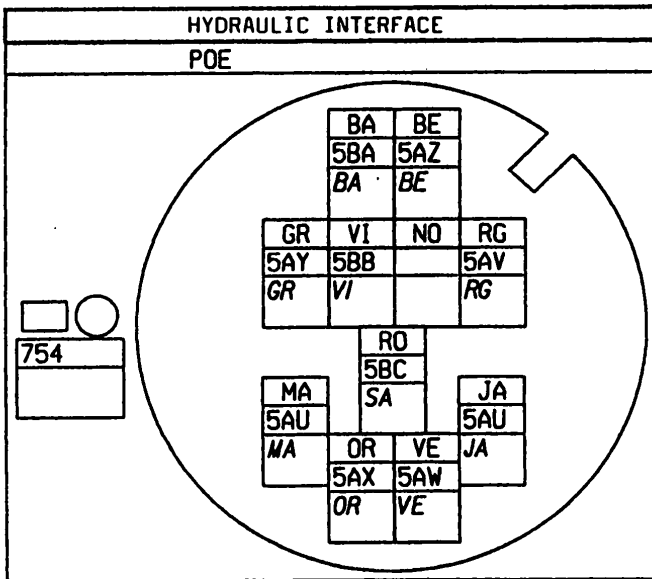 HYDRAULIC INTERFACE
POE
BA BE
5BA 5AZ
BA BE
GR VI NO RG
5AY 5BB 5AV
GR VI RG
RO
754
5BC
MA SA JA
5AU 5AU
MA OR VE JA
5AX 5AW
OR VE